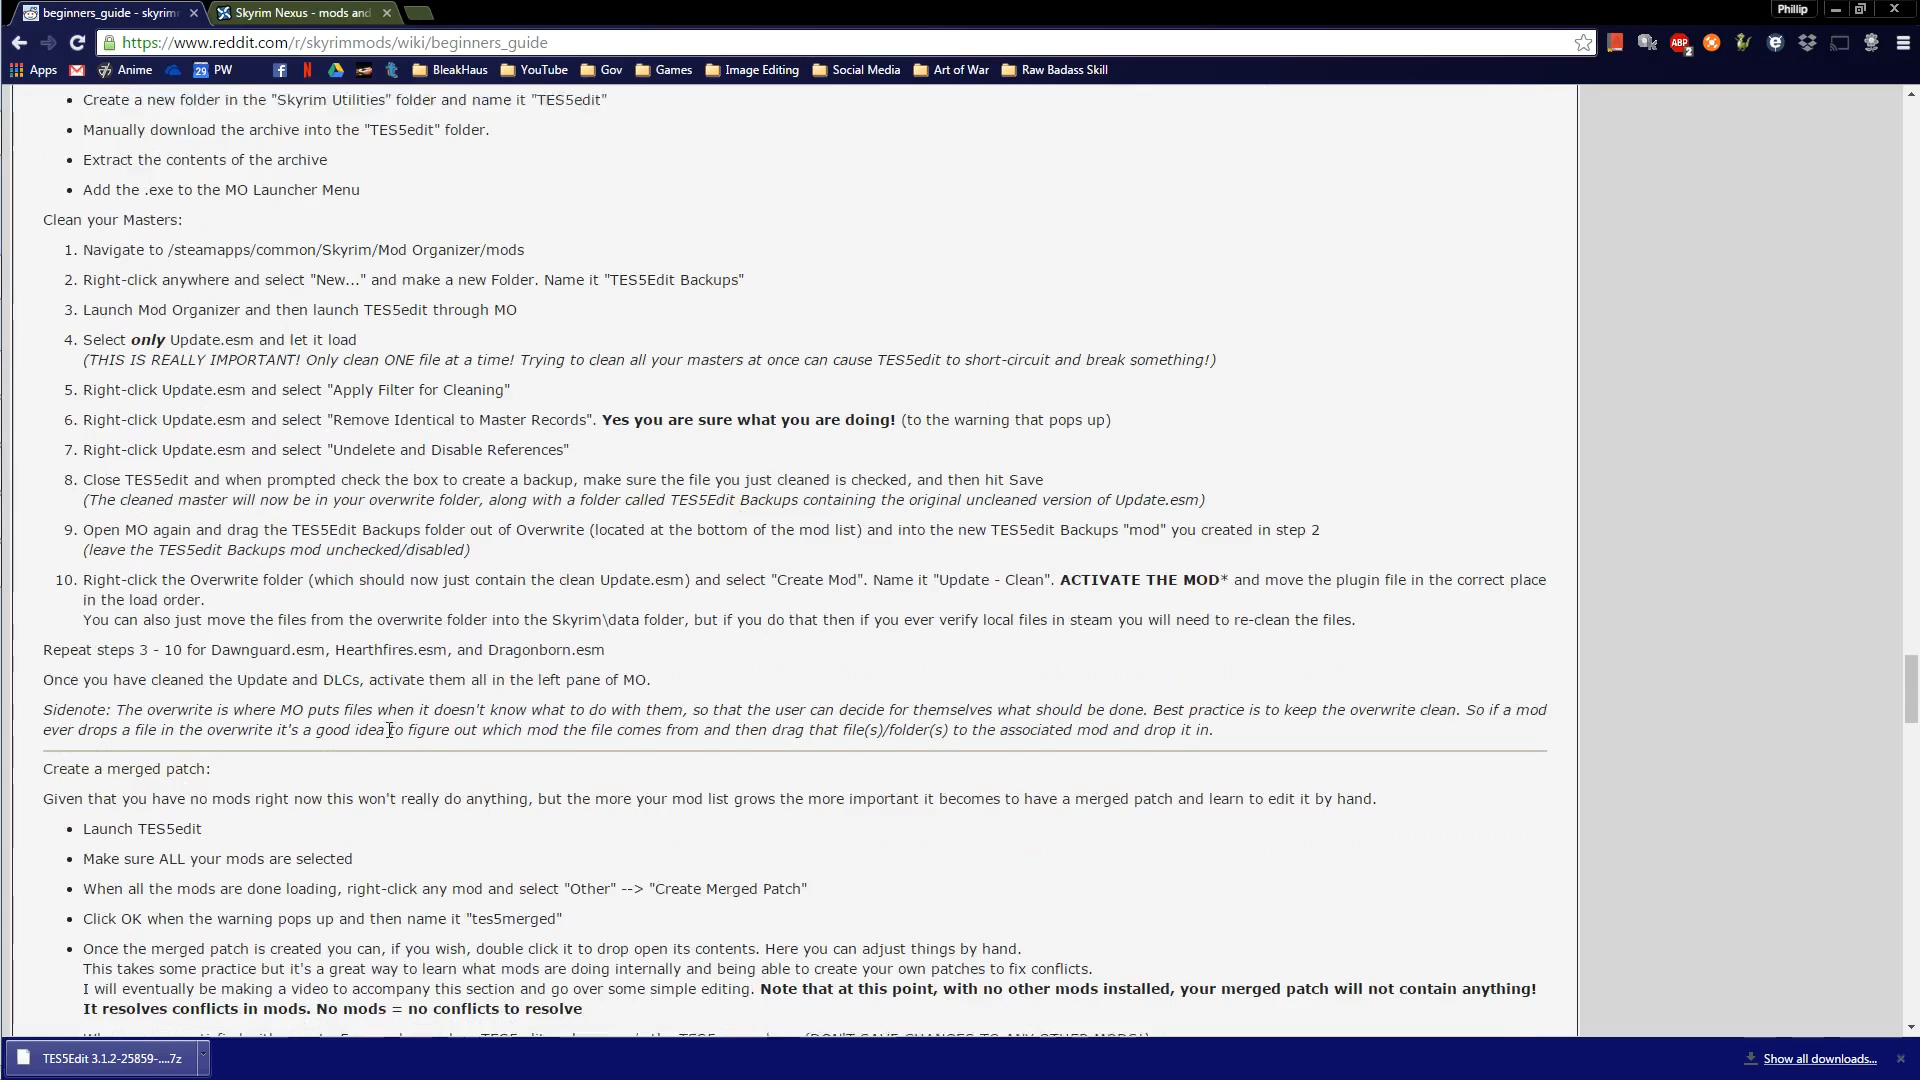 beginners_guide - skyrim
Skyrim Nexus - mods and
Phillip
https://www.reddit.com/r/skyrimmods/wiki/beginners_guide
Apps
Anime
29 PW
BleakHaus
YouTube
Gov
Games
Image Editing
Social Media
Art of War
Raw Badass Skill
ABP
2
• Create a new folder in the "Skyrim Utilities" folder and name it "TES5edit"
• Manually download the archive into the "TES5edit" folder.
• Extract the contents of the archive
• Add the .exe to the MO Launcher Menu
Clean your Masters:
1. Navigate to /steamapps/common/Skyrim/Mod Organizer/mods
2. Right-click anywhere and select "New..." and make a new Folder. Name it "TES5Edit Backups"
3. Launch Mod Organizer and then launch TES5edit through MO
4. Select only Update.esm and let it load
(THIS IS REALLY IMPORTANT! Only clean ONE file at a time! Trying to clean all your masters at once can cause TES5edit to short-circuit and break something!)
5. Right-click Update.esm and select "Apply Filter for Cleaning"
6. Right-click Update.esm and select "Remove Identical to Master Records". Yes you are sure what you are doing! (to the warning that pops up)
7. Right-click Update.esm and select "Undelete and Disable References"
8. Close TES5edit and when prompted check the box to create a backup, make sure the file you just cleaned is checked, and then hit Save
(The cleaned master will now be in your overwrite folder, along with a folder called TES5Edit Backups containing the original uncleaned version of Update.esm)
9. Open MO again and drag the TES5Edit Backups folder out of Overwrite (located at the bottom of the mod list) and into the new TES5edit Backups "mod" you created in step 2
(leave the TES5edit Backups mod unchecked/disabled)
10. Right-click the Overwrite folder (which should now just contain the clean Update.esm) and select "Create Mod". Name it "Update - Clean". ACTIVATE THE MOD* and move the plugin file in the correct place
in the load order.
You can also just move the files from the overwrite folder into the Skyrim\data folder, but if you do that then if you ever verify local files in steam you will need to re-clean the files.
Repeat steps 3 - 10 for Dawnguard.esm, Hearthfires.esm, and Dragonborn.esm
Once you have cleaned the Update and DLCs, activate them all in the left pane of MO.
Sidenote: The overwrite is where MO puts files when it doesn't know what to do with them, so that the user can decide for themselves what should be done. Best practice is to keep the overwrite clean. So if a mod
ever drops a file in the overwrite it's a good idea to figure out which mod the file comes from and then drag that file(s)/folder(s) to the associated mod and drop it in.
Create a merged patch:
Given that you have no mods right now this won't really do anything, but the more your mod list grows the more important it becomes to have a merged patch and learn to edit it by hand.
• Launch TES5edit
• Make sure ALL your mods are selected
• When all the mods are done loading, right-click any mod and select "Other" --> "Create Merged Patch"
• Click OK when the warning pops up and then name it "tes5merged"
• Once the merged patch is created you can, if you wish, double click it to drop open its contents. Here you can adjust things by hand.
This takes some practice but it's a great way to learn what mods are doing internally and being able to create your own patches to fix conflicts.
I will eventually be making a video to accompany this section and go over some simple editing. Note that at this point, with no other mods installed, your merged patch will not contain anything!
It resolves conflicts in mods. No mods = no conflicts to resolve
TES5Edit 3.1.2-25859-....7z
Show all downloads...